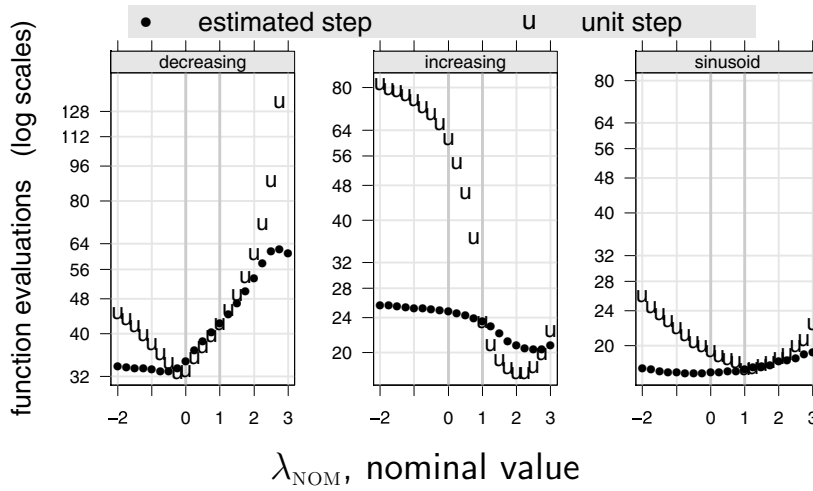 ● estimated step u unit step
function evaluations (log scales)
decreasing
128
112
96
80
64
56
48
40
32
−2 0 1 2 3
increasing
80
64
56
48
40
32
28
24
20
−2 0 1 2 3
sinusoid
80
64
56
48
40
28
24
20
−2 0 1 2 3
λNOM, nominal value